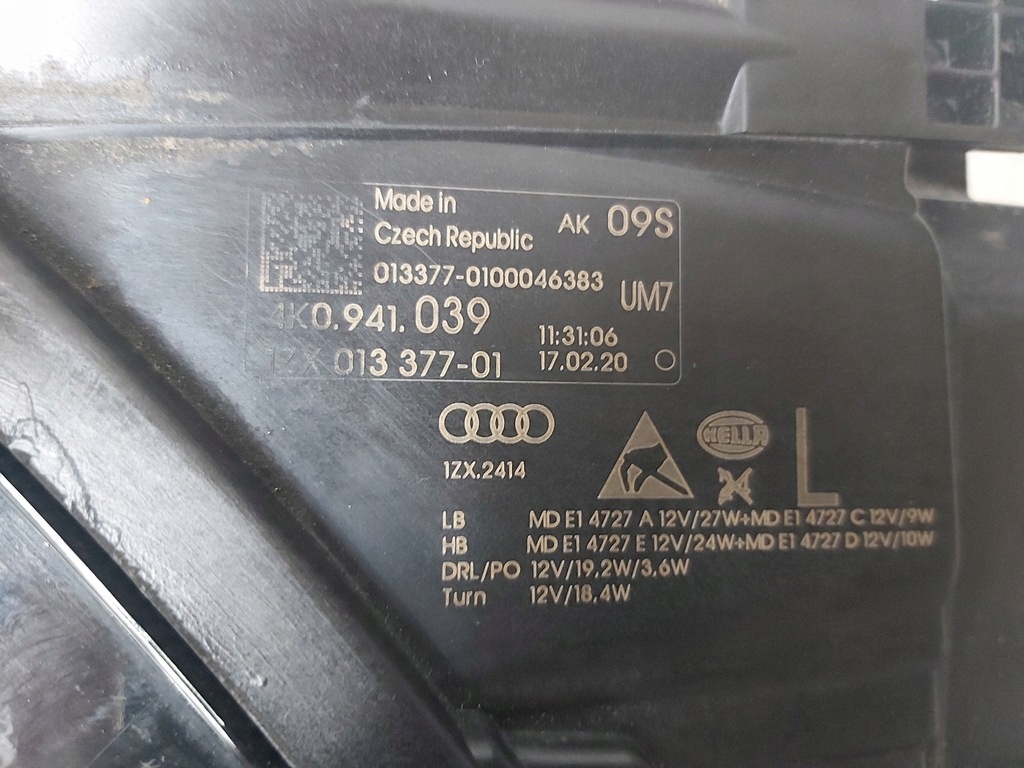 Made in
Czech Republic
AK 09S
013377-0100046383
UM7
4K0.941.039
11:31:06
1ZX 013 377-01
17.02.20
1ZX.2414
HELLA
L
LB MD E1 4727 A 12V/27W+MD E1 4727 C 12V/9W
HB MD E1 4727 E 12V/24W+MD E1 4727 D 12V/10W
DRL/PO 12V/19,2W/3,6W
Turn 12V/18,4W